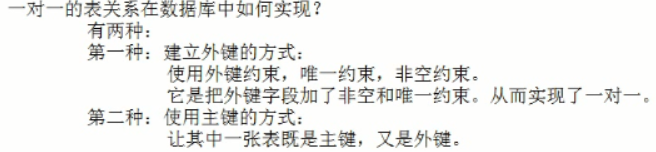 一对一的表关系在数据库中如何实现？
有两种：
第一种：建立外键的方式：
使用外键约束，唯一约束，非空约束。
它是把外键字段加了非空和唯一约束。从而实现了一对一。
第二种：使用主键的方式：
让其中一张表既是主键，又是外键。